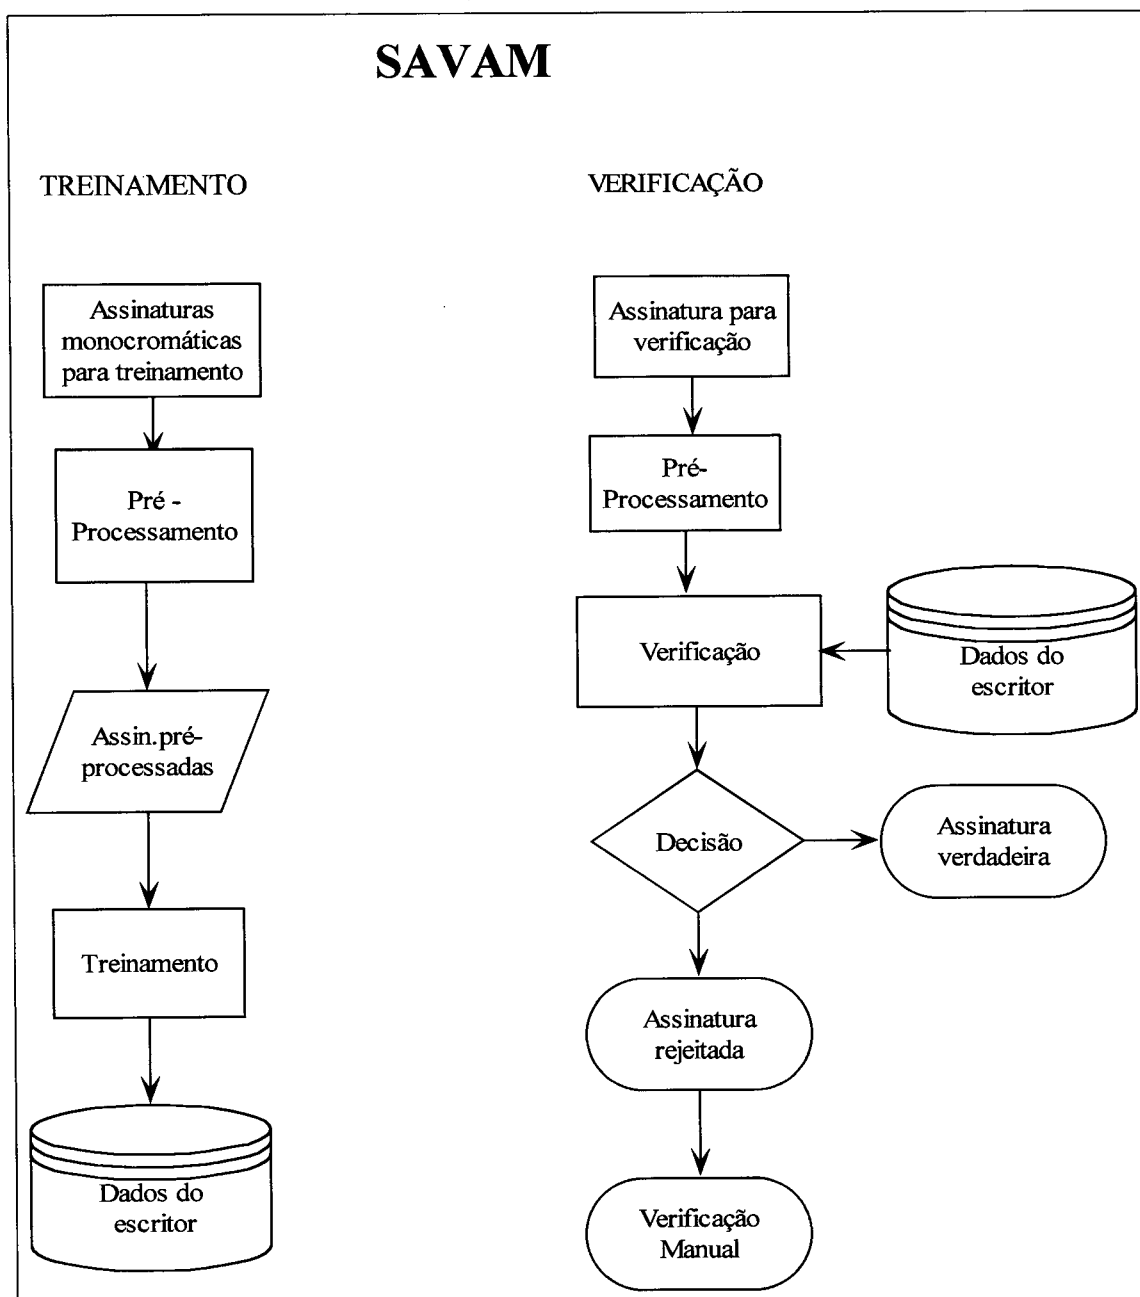 SAVAM
TREINAMENTO
Assinaturas
monocromáticas
para treinamento
Pré -
Processamento
Assin.pré-
processadas
Treinamento
Dados do
escritor
VERIFICAÇÃO
Assinatura para
verificação
Pré-
Processamento
Verificação
Dados do
escritor
Decisão
Assinatura
verdadeira
Assinatura
rejeitada
Verificação
Manual